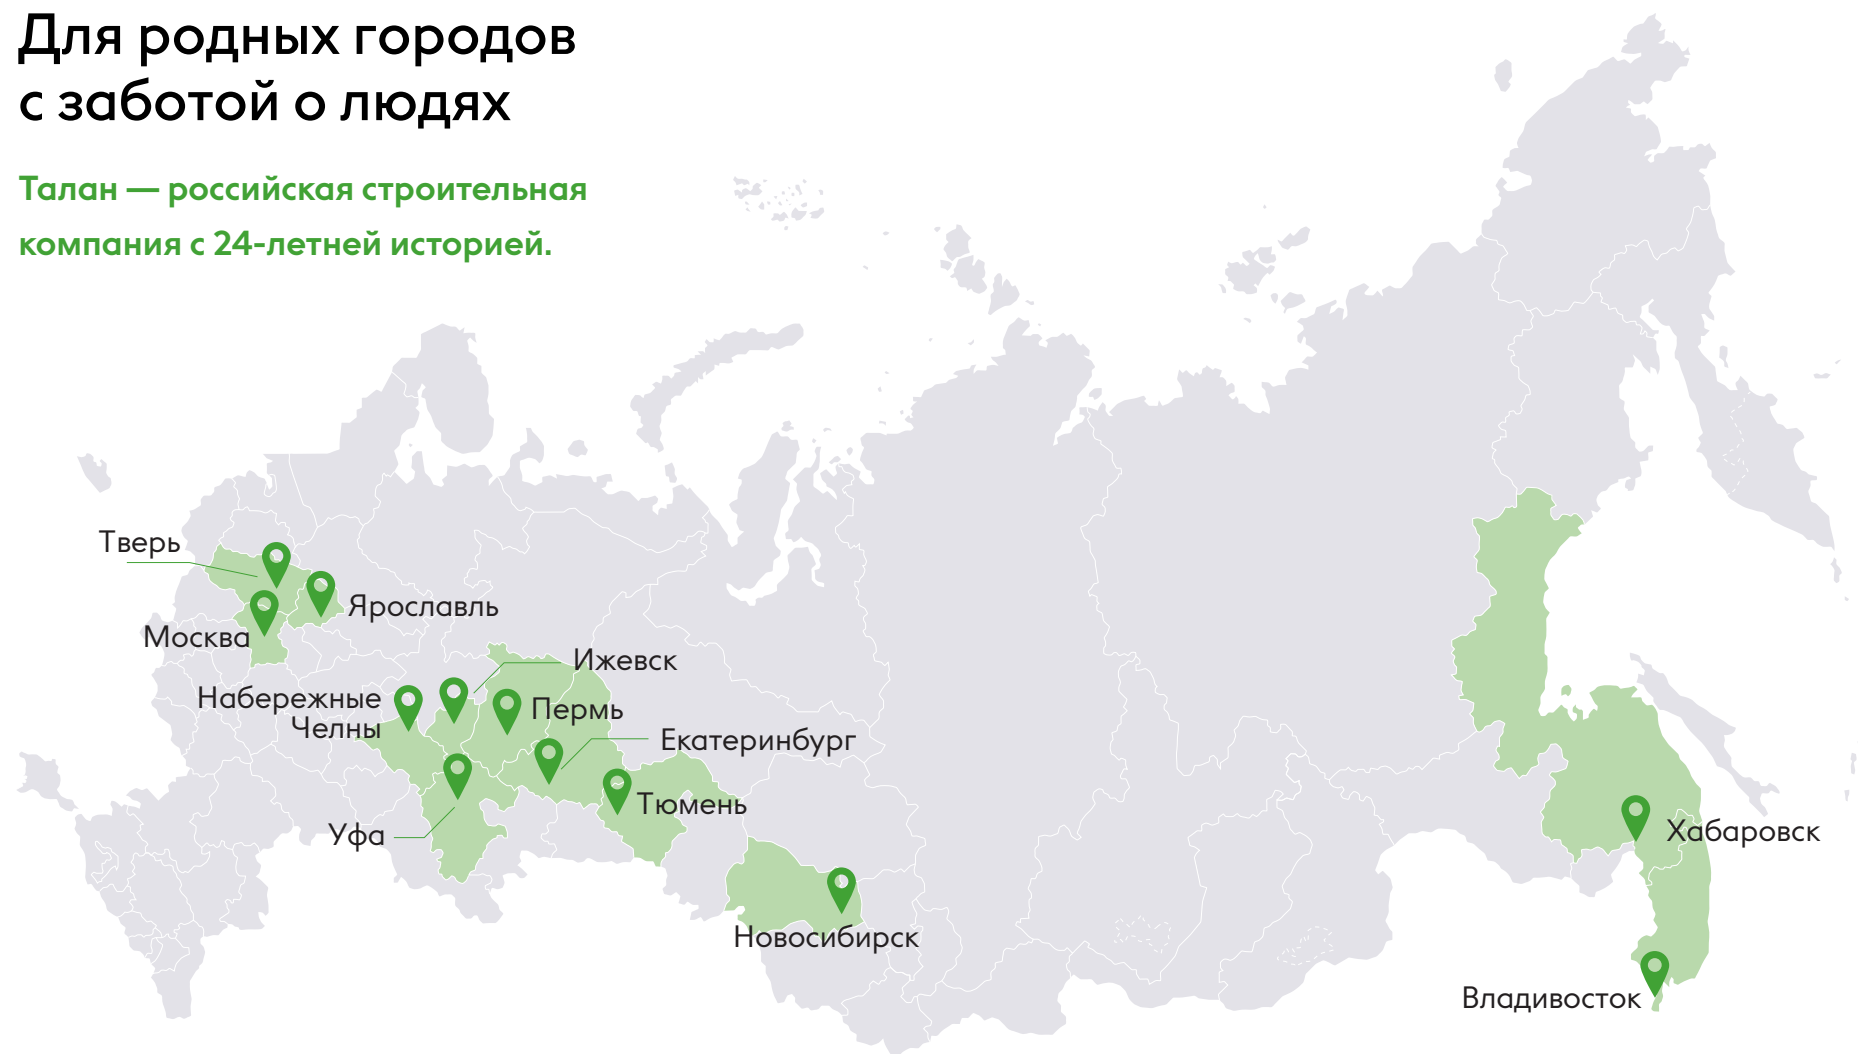 Для родных городов
с заботой о людях
Талан — российская строительная
компания с 24-летней историей.
Тверь
Ярославль
Москва
Ижевск
Набережные
Челны
Пермь
Екатеринбург
Тюмень
Уфа
Хабаровск
Новосибирск
Владивосток